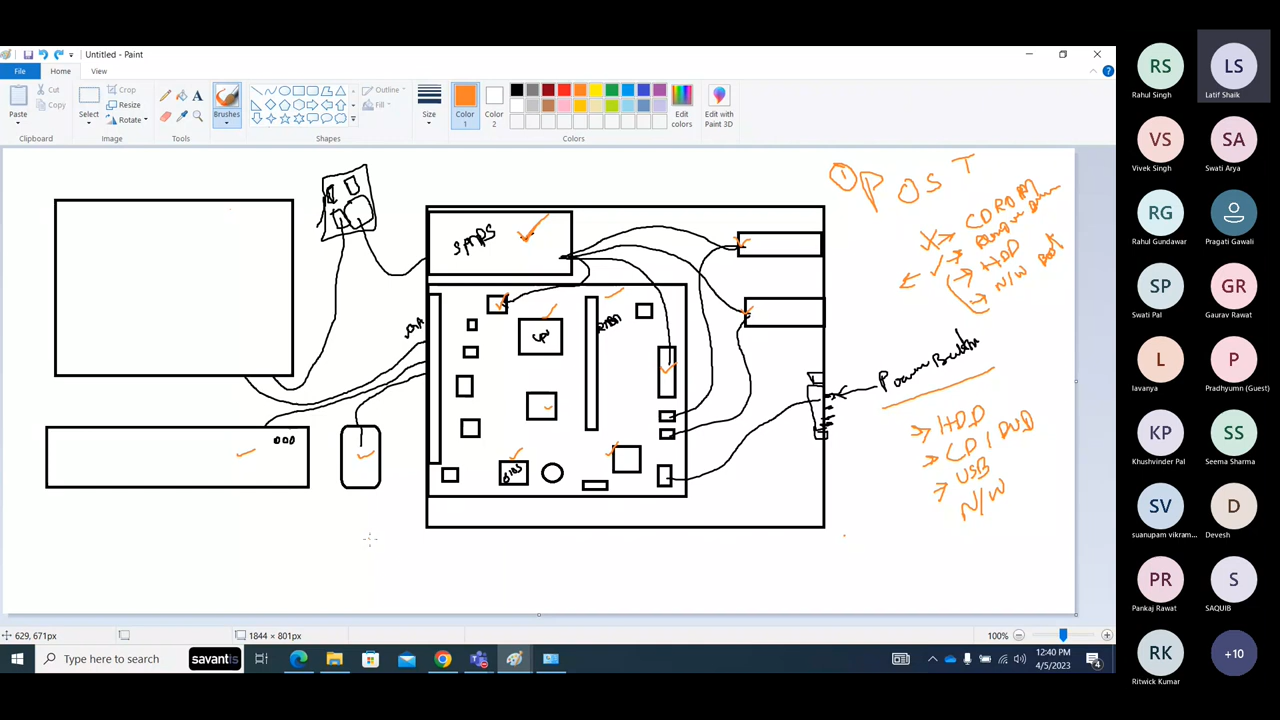 Untitled - Paint
File
Home
View
Paste
Cut
Copy
Clipboard
Select
Crop
Resize
Rotate
Image
Tools
Brushes
Outline
Fill
Shapes
Size
Color 1
Color 2
Edit colors
Edit with Paint 3D
Colors
SMPS
CPU
BIOS
① POST
CDROM
HDD
N/W Boot
Power Button
HDD
CD / DVD
USB
N/W
629, 671px
1844 × 801px
100%
Type here to search
savantis
12:40 PM
4/5/2023
4
RS
Rahul Singh
LS
Latif Shaik
VS
Vivek Singh
SA
Swati Arya
RG
Rahul Gundawar
Pragati Gawali
SP
Swati Pal
GR
Gaurav Rawat
L
lavanya
P
Pradhyumn (Guest)
KP
Khushvinder Pal
SS
Seema Sharma
SV
suanupam vikram...
D
Devesh
PR
Pankaj Rawat
S
SAQUIB
RK
Ritwick Kumar
+10